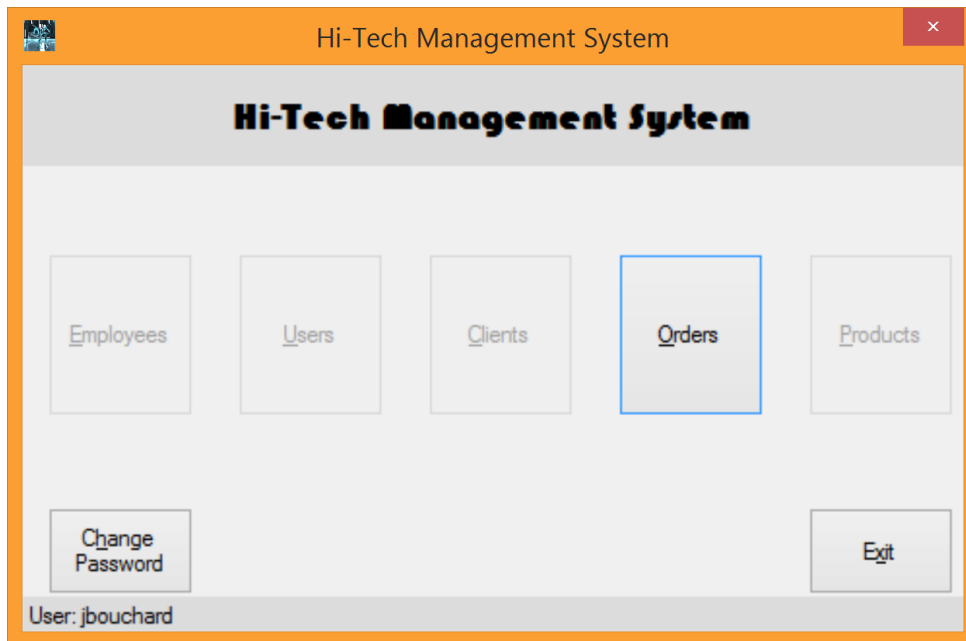 Hi-Tech Management System
Hi-Tech Management System
Employees
Users
Clients
Orders
Products
Change
Password
Exit
User: jbouchard